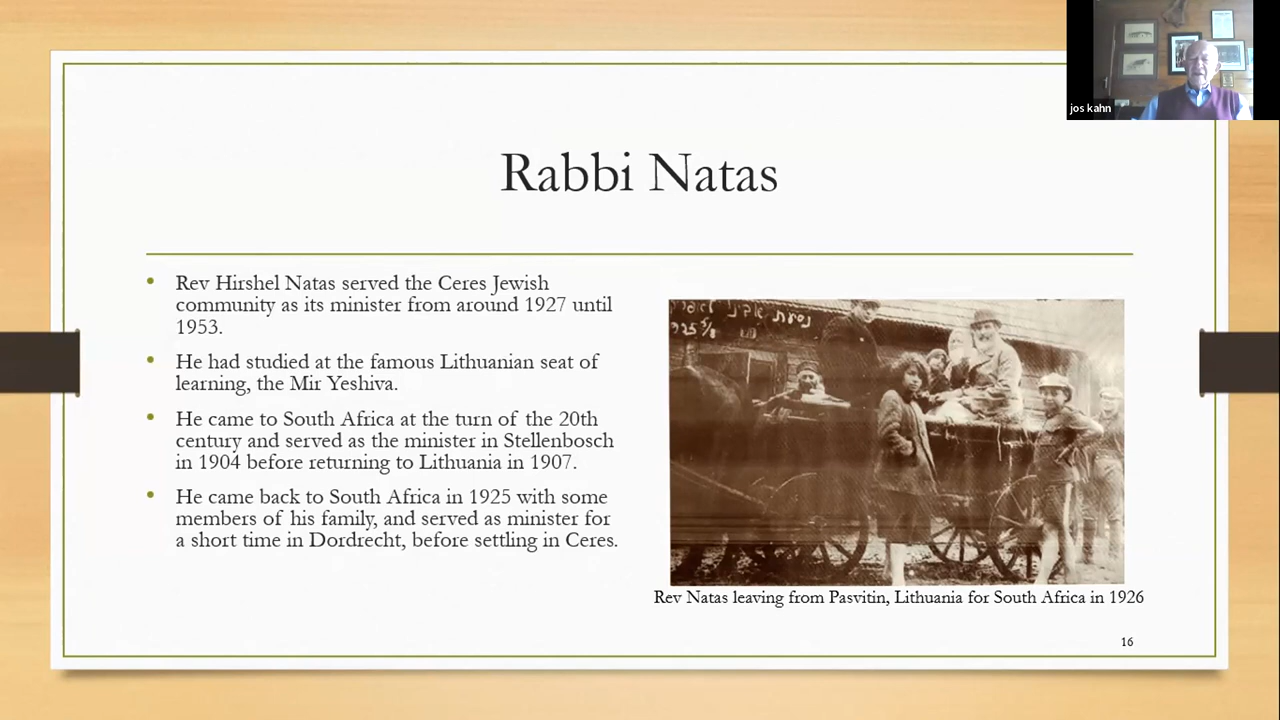 jos kahn
Rabbi Natas
• Rev Hirshel Natas served the Ceres Jewish
community as its minister from around 1927 until
1953.
• He had studied at the famous Lithuanian seat of
learning, the Mir Yeshiva.
• He came to South Africa at the turn of the 20th
century and served as the minister in Stellenbosch
in 1904 before returning to Lithuania in 1907.
• He came back to South Africa in 1925 with some
members of his family, and served as minister for
a short time in Dordrecht, before settling in Ceres.
נסעת
Rev Natas leaving from Pasvitin, Lithuania for South Africa in 1926
16